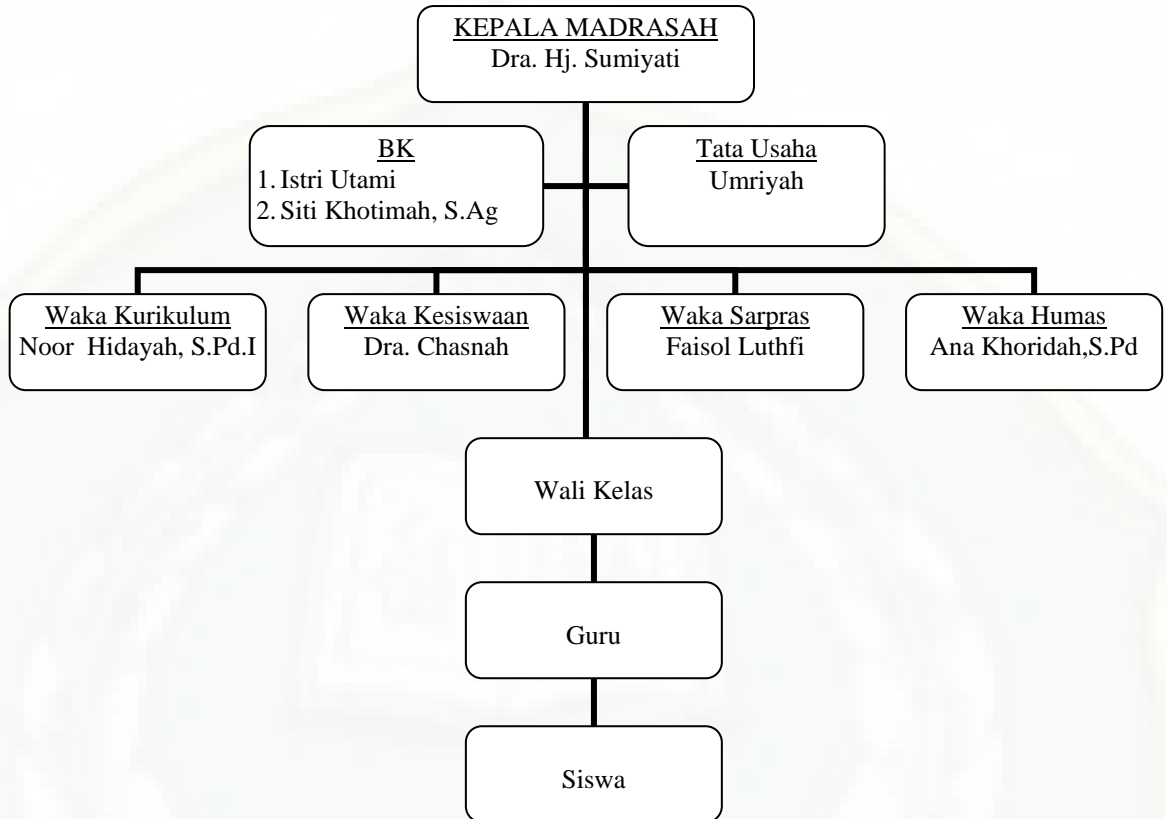 KEPALA MADRASAH
Dra. Hj. Sumiyati
BK
1. Istri Utami
2. Siti Khotimah, S.Ag
Tata Usaha
Umriyah
Waka Kurikulum
Noor Hidayah, S.Pd.I
Waka Kesiswaan
Dra. Chasnah
Waka Sarpras
Faisol Luthfi
Waka Humas
Ana Khoridah,S.Pd
Wali Kelas
Guru
Siswa